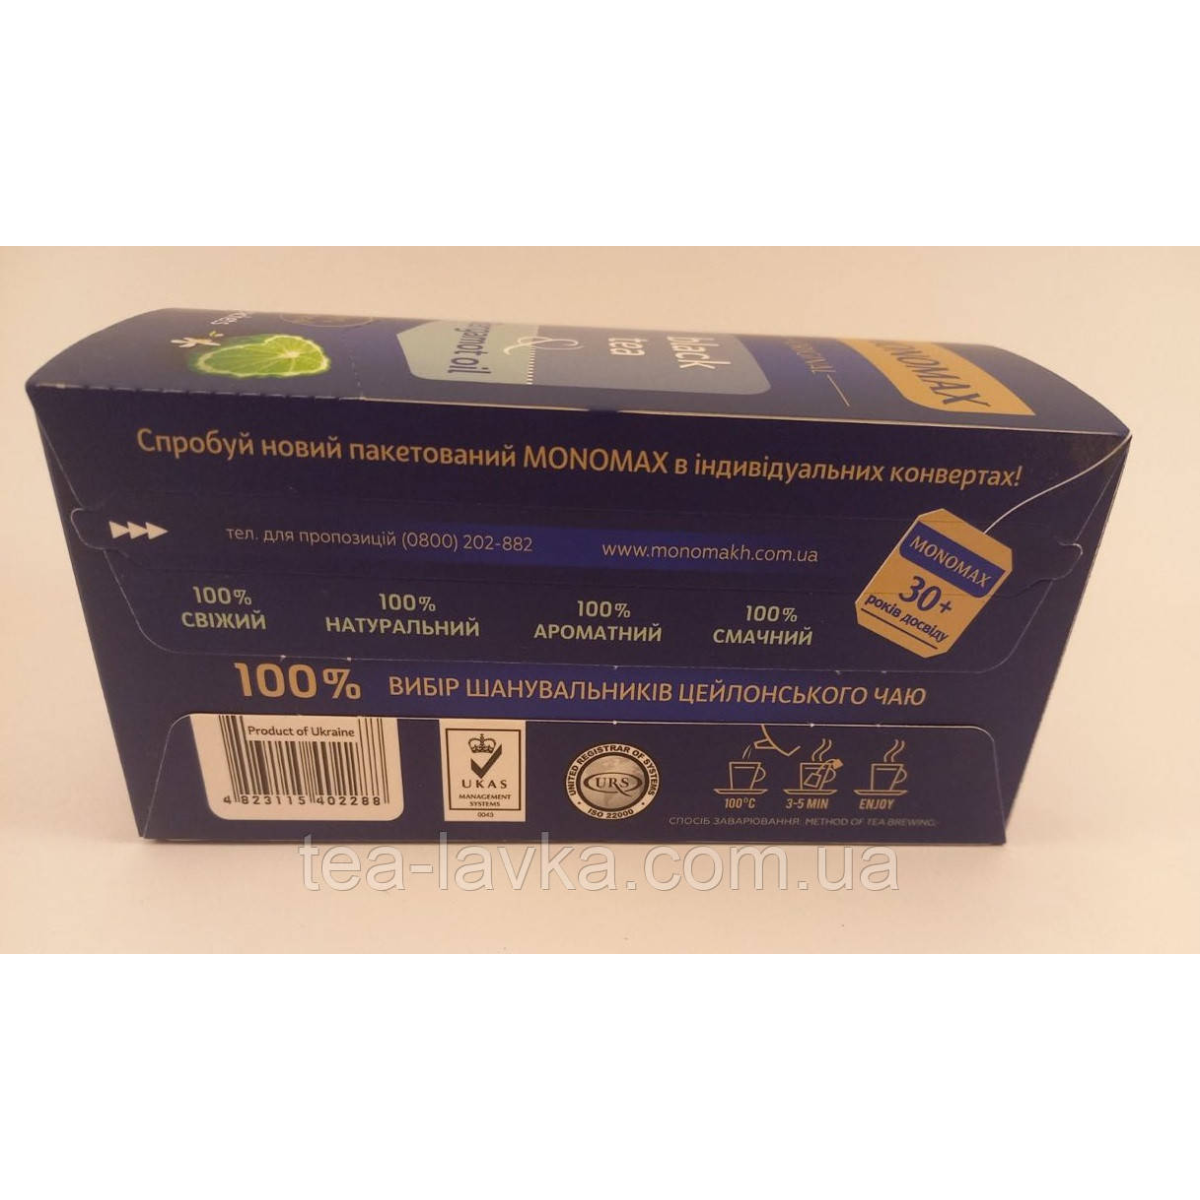 MONOMAX
black
tea
&
Спробуй новий пакетований MONOMAX в індивідуальних конвертах!
тел. для пропозицій (0800) 202-882
www.monomakh.com.ua
MONOMAX
30+
років досвіду
100%
СВІЖИЙ
100%
НАТУРАЛЬНИЙ
100%
АРОМАТНИЙ
100%
СМАЧНИЙ
100% ВИБІР ШАНУВАЛЬНИКІВ ЦЕЙЛОНСЬКОГО ЧАЮ
Product of Ukraine
4 823115 402288
UKAS
MANAGEMENT
SYSTEMS
0043
UNITED REGISTRAR OF SYSTEMS
URS
ISO 22000
100°C
3-5 MIN
ENJOY
СПОСІБ ЗАВАРЮВАННЯ. METHOD OF TEA BREWING.
tea-lavka.com.ua